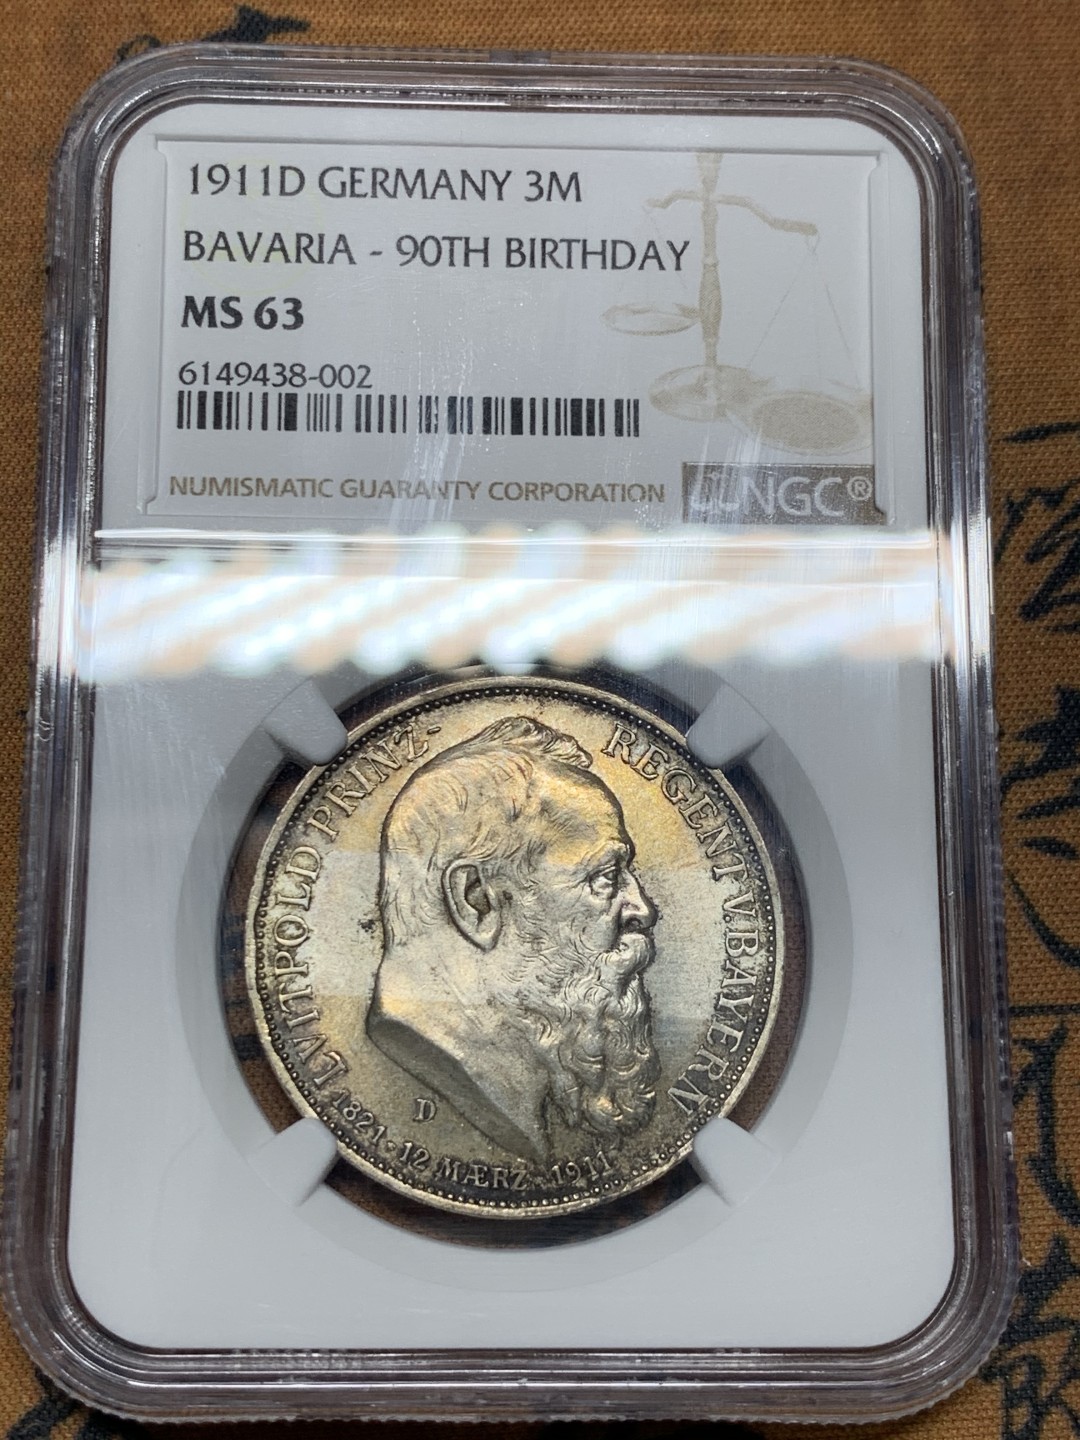 1911D GERMANY 3M
BAVARIA - 90TH BIRTHDAY
MS 63
6149438-002
NUMISMATIC GUARANTY CORPORATION
NGC®
LVITPOLD PRINZ-REGENT V. BAYERN
D
1821 · 12 MÆRZ · 1911